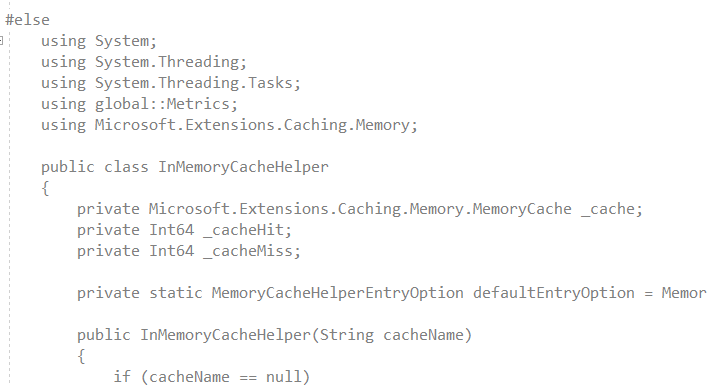 #else
using System;
using System.Threading;
using System.Threading.Tasks;
using global::Metrics;
using Microsoft.Extensions.Caching.Memory;
public class InMemoryCacheHelper
{
private Microsoft.Extensions.Caching.Memory.MemoryCache _cache;
private Int64 _cacheHit;
private Int64 _cacheMiss;
private static MemoryCacheHelperEntryOption defaultEntryOption = Memor
public InMemoryCacheHelper(String cacheName)
{
if (cacheName == null)